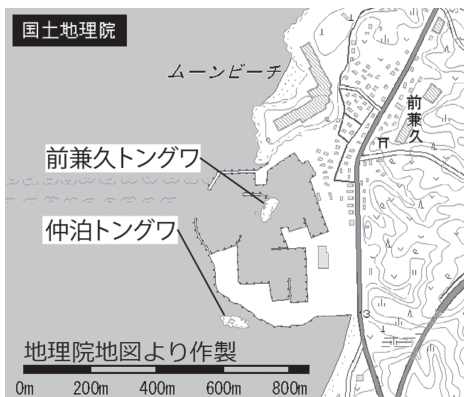 国土地理院
ムーンビーチ
前兼久
前兼久トングワ
仲泊トングワ
3
地理院地図より作製
0m 200m 400m 600m 800m